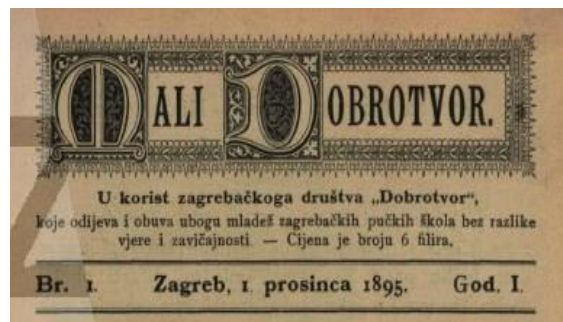 MALI DOBROTVOR.
U korist zagrebačkoga društva „Dobrotvor“,
koje odijeva i obuva ubogu mladež zagrebačkih pučkih škola bez razlike
vjere i zavičajnosti. — Cijena je broju 6 filira.
Br. 1. Zagreb, 1. prosinca 1895. God. I.